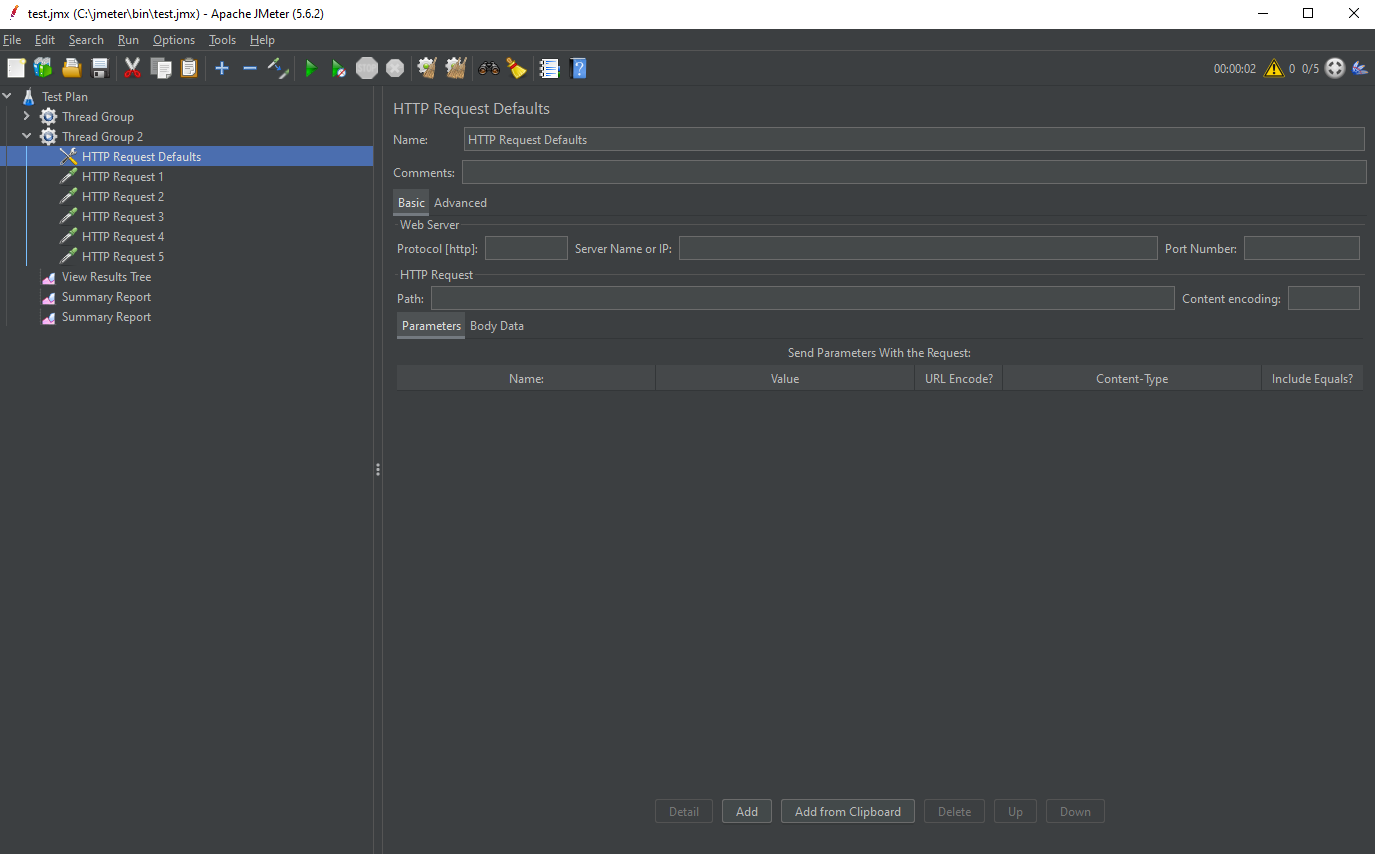 test.jmx (C:\jmeter\bin\test.jmx) - Apache JMeter (5.6.2)
File Edit Search Run Options Tools Help
00:00:02 0 0/5
Test Plan
Thread Group
Thread Group 2
HTTP Request Defaults
HTTP Request 1
HTTP Request 2
HTTP Request 3
HTTP Request 4
HTTP Request 5
View Results Tree
Summary Report
Summary Report
HTTP Request Defaults
Name: HTTP Request Defaults
Comments:
Basic Advanced
Web Server
Protocol [http]: Server Name or IP: Port Number:
HTTP Request
Path: Content encoding:
Parameters Body Data
Send Parameters With the Request:
Name: Value URL Encode? Content-Type Include Equals?
Detail Add Add from Clipboard Delete Up Down